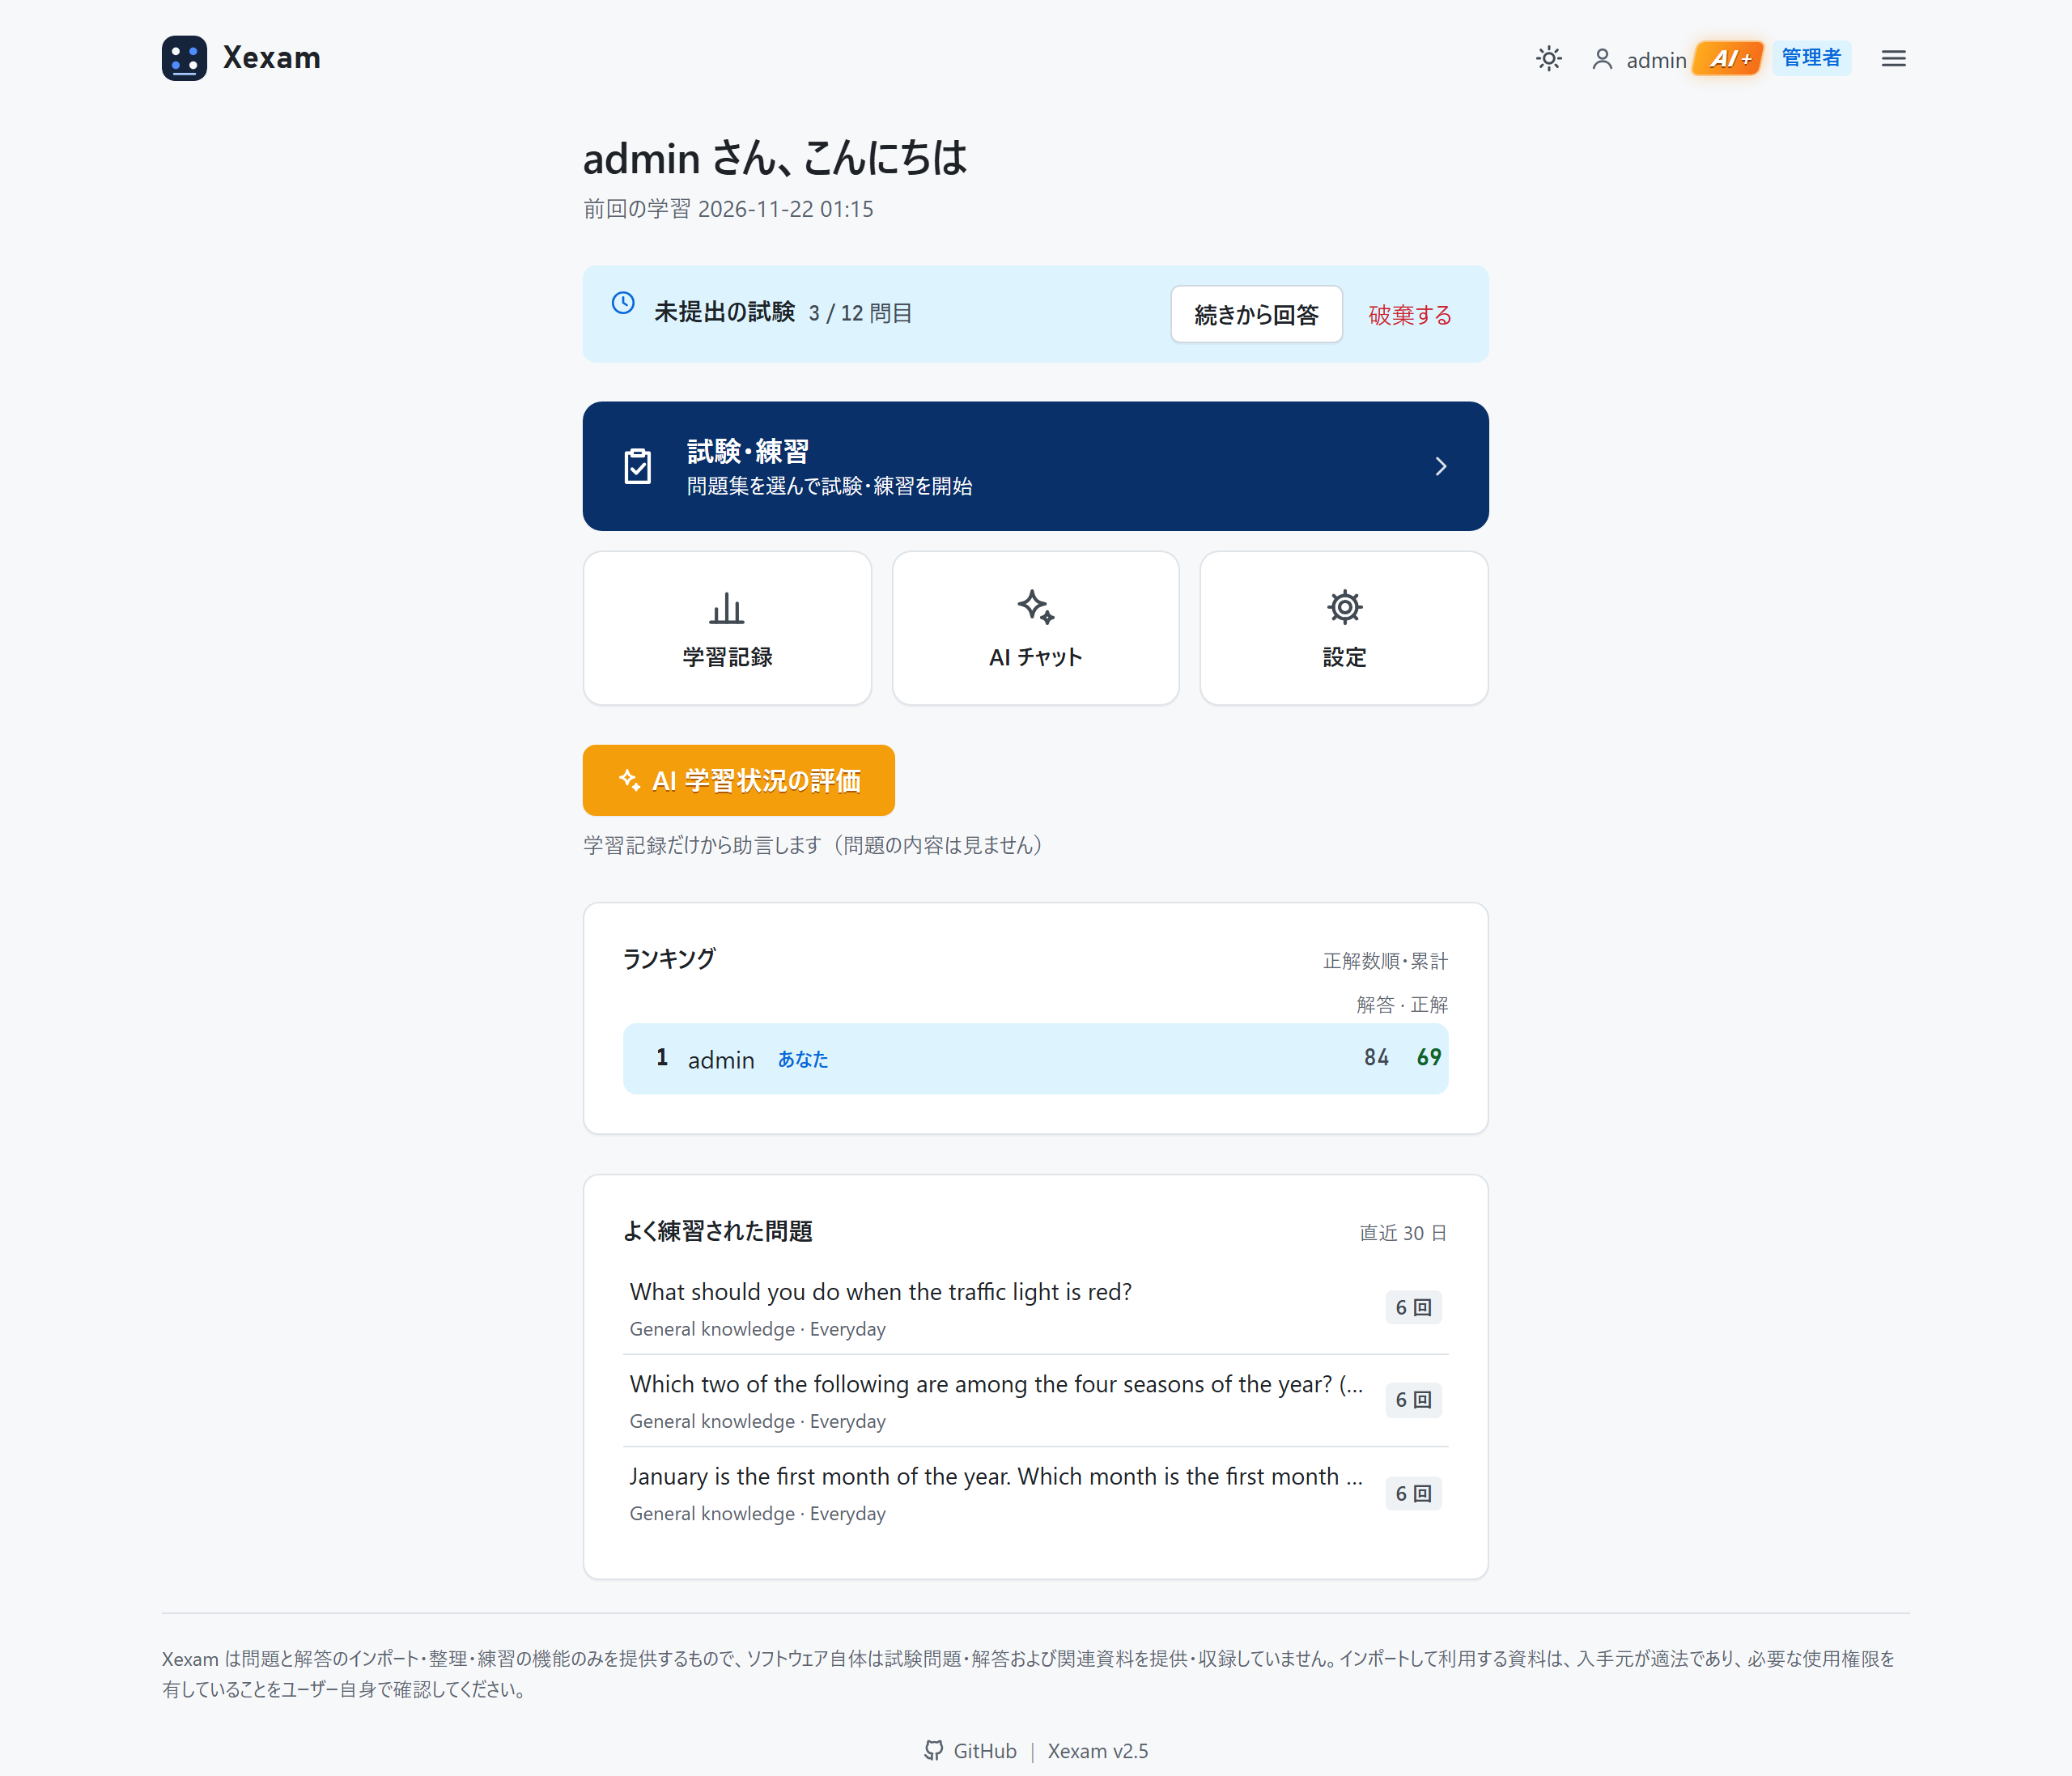 Xexam
admin AI+ 管理者
admin さん、こんにちは
前回の学習 2026-11-22 01:15
未提出の試験 3 / 12 問目
続きから回答 破棄する
試験・練習
問題集を選んで試験・練習を開始
学習記録
AI チャット
設定
AI 学習状況の評価
学習記録だけから助言します（問題の内容は見ません）
ランキング
正解数順・累計
解答 · 正解
1 admin あなた 84 69
よく練習された問題
直近 30 日
What should you do when the traffic light is red?
General knowledge · Everyday
6 回
Which two of the following are among the four seasons of the year? (...
General knowledge · Everyday
6 回
January is the first month of the year. Which month is the first month ...
General knowledge · Everyday
6 回
Xexam は問題と解答のインポート・整理・練習の機能のみを提供するもので、ソフトウェア自体は試験問題・解答および関連資料を提供・収録していません。インポートして利用する資料は、入手元が適法であり、必要な使用権限を
有していることをユーザー自身で確認してください。
GitHub | Xexam v2.5